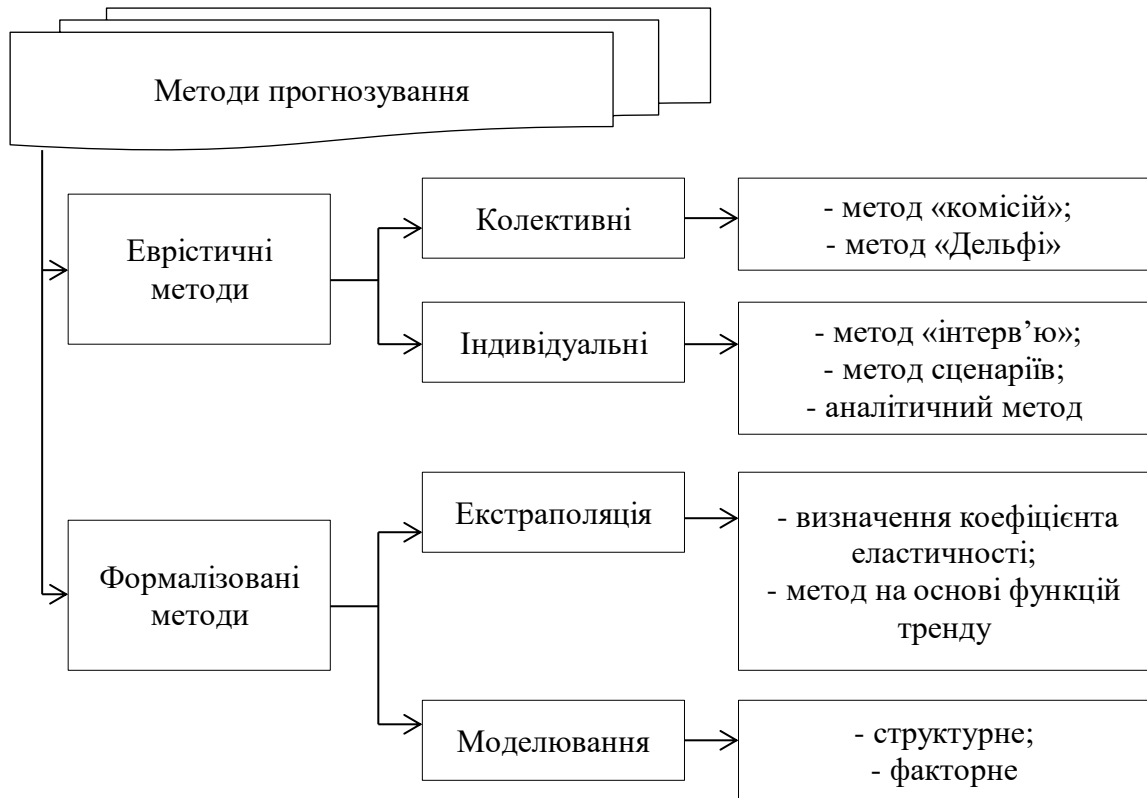 Методи прогнозування
Еврістичні
методи
Колективні
- метод «комісій»;
- метод «Дельфі»
Індивідуальні
- метод «інтерв’ю»;
- метод сценаріїв;
- аналітичний метод
Формалізовані
методи
Екстраполяція
- визначення коефіцієнта
еластичності;
- метод на основі функцій
тренду
Моделювання
- структурне;
- факторне